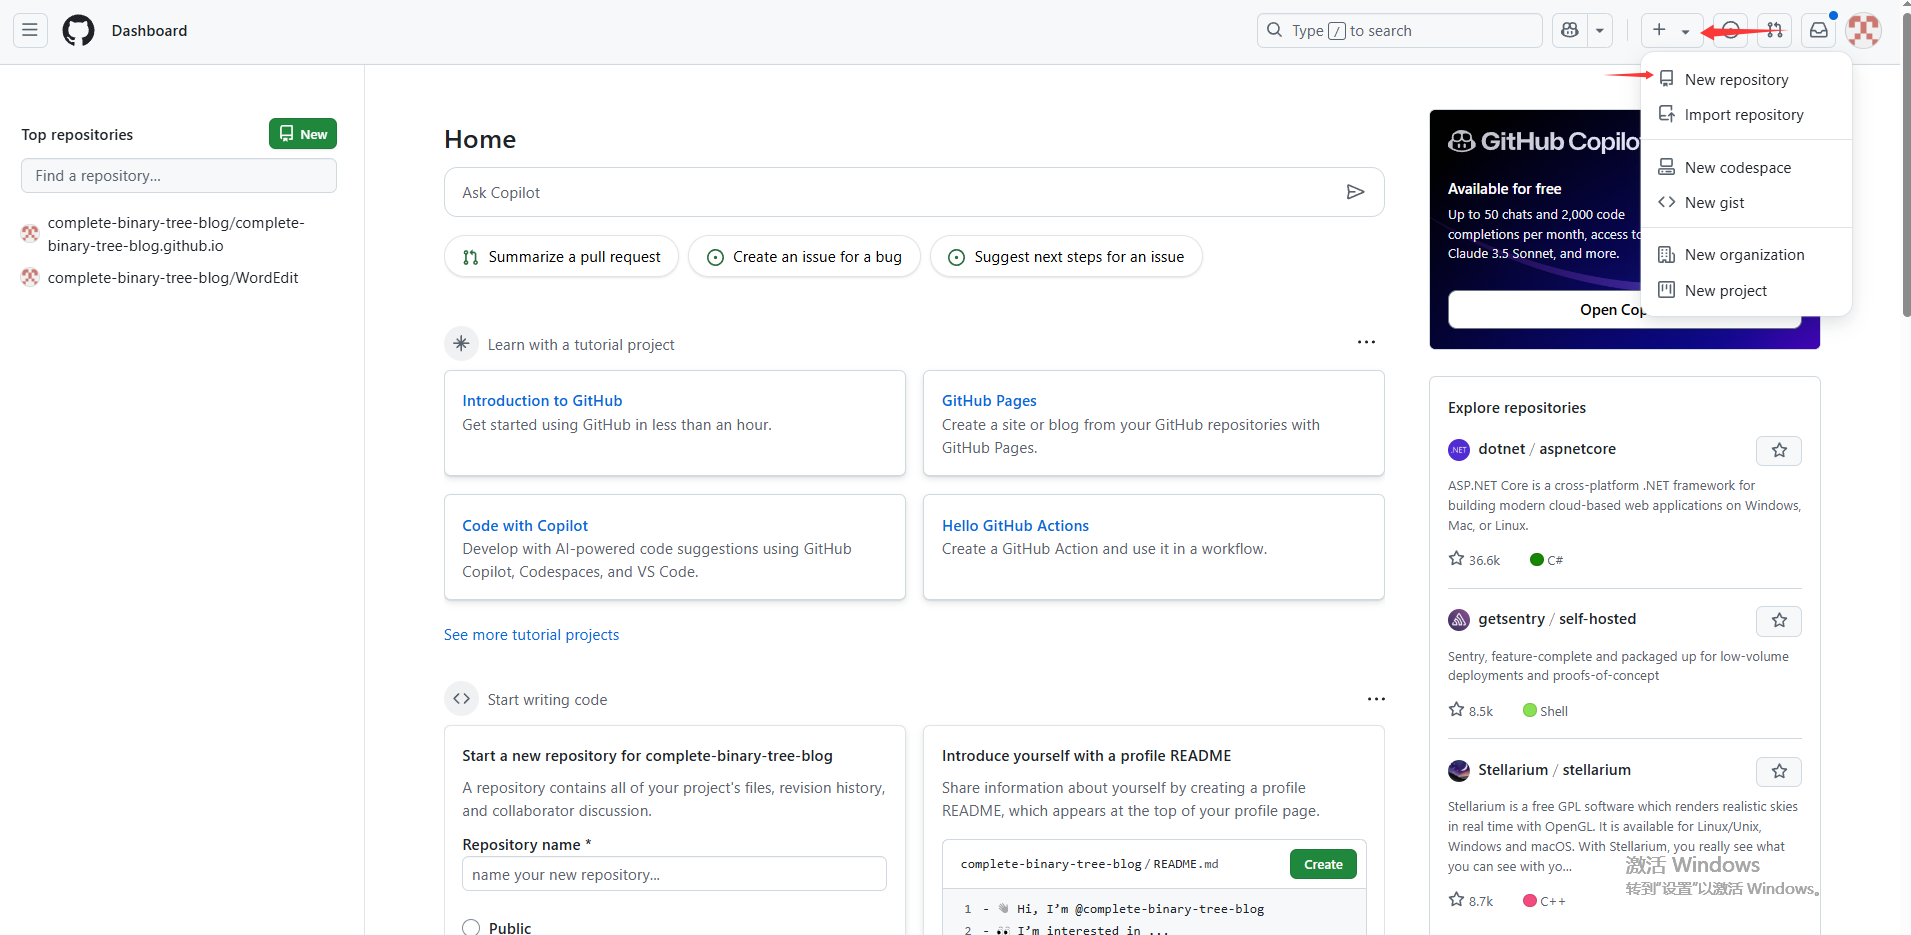 Dashboard
Type / to search
New repository
Import repository
New codespace
New gist
New organization
New project
Top repositories
New
Find a repository...
complete-binary-tree-blog/complete-
binary-tree-blog.github.io
complete-binary-tree-blog/WordEdit
Home
Ask Copilot
Summarize a pull request
Create an issue for a bug
Suggest next steps for an issue
Learn with a tutorial project
Introduction to GitHub
Get started using GitHub in less than an hour.
GitHub Pages
Create a site or blog from your GitHub repositories with
GitHub Pages.
Code with Copilot
Develop with AI-powered code suggestions using GitHub
Copilot, Codespaces, and VS Code.
Hello GitHub Actions
Create a GitHub Action and use it in a workflow.
See more tutorial projects
Start writing code
Start a new repository for complete-binary-tree-blog
A repository contains all of your project's files, revision history,
and collaborator discussion.
Repository name *
name your new repository...
Public
Introduce yourself with a profile README
Share information about yourself by creating a profile
README, which appears at the top of your profile page.
complete-binary-tree-blog/README.md
Create
1 - 👋 Hi, I’m @complete-binary-tree-blog
2 - 👀 I’m interested in ...
GitHub Copilo
Available for free
Up to 50 chats and 2,000 code
completions per month, access to
Claude 3.5 Sonnet, and more.
Open Cop
Explore repositories
.NET
dotnet / aspnetcore
ASP.NET Core is a cross-platform .NET framework for
building modern cloud-based web applications on Windows,
Mac, or Linux.
36.6k
C#
getsentry / self-hosted
Sentry, feature-complete and packaged up for low-volume
deployments and proofs-of-concept
8.5k
Shell
Stellarium / stellarium
Stellarium is a free GPL software which renders realistic skies
in real time with OpenGL. It is available for Linux/Unix,
Windows and macOS. With Stellarium, you really see what
you can see with yo...
8.7k
C++
激活 Windows
转到"设置"以激活 Windows。